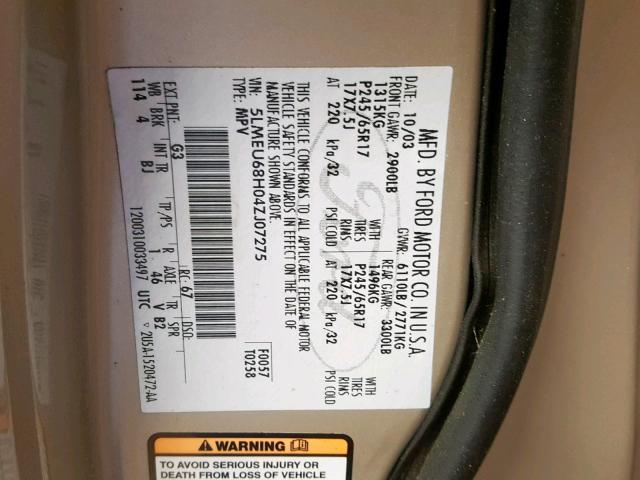 MFD. BY FORD MOTOR CO. IN U.S.A.
DATE: 10/03 GVWR: 6100LB / 2771KG
FRONT GAWR: 2900LB REAR GAWR: 3300LB
1315KG WITH 1496KG WITH
P245/65R17 TIRES P245/65R17 TIRES
17X7.5J RIMS 17X7.5J RIMS
AT 220 kPa/32 PSI COLD AT 220 kPa/32 PSI COLD
THIS VEHICLE CONFORMS TO ALL APPLICABLE FEDERAL MOTOR
VEHICLE SAFETY STANDARDS IN EFFECT ON THE DATE OF
MANUFACTURE SHOWN ABOVE.
VIN: 5LMEU68H04ZJ07275 F0057
TYPE: MPV T0258
EXT PNT: G3 RC: 67 DSO:
WB BRK INT TR TP/PS R AXLE TR SPR
114 4 BJ 1 46 V B2
1200310033497 UTC 2U5A-1520472-AA
WARNING
TO AVOID SERIOUS INJURY OR
DEATH FROM LOSS OF VEHICLE